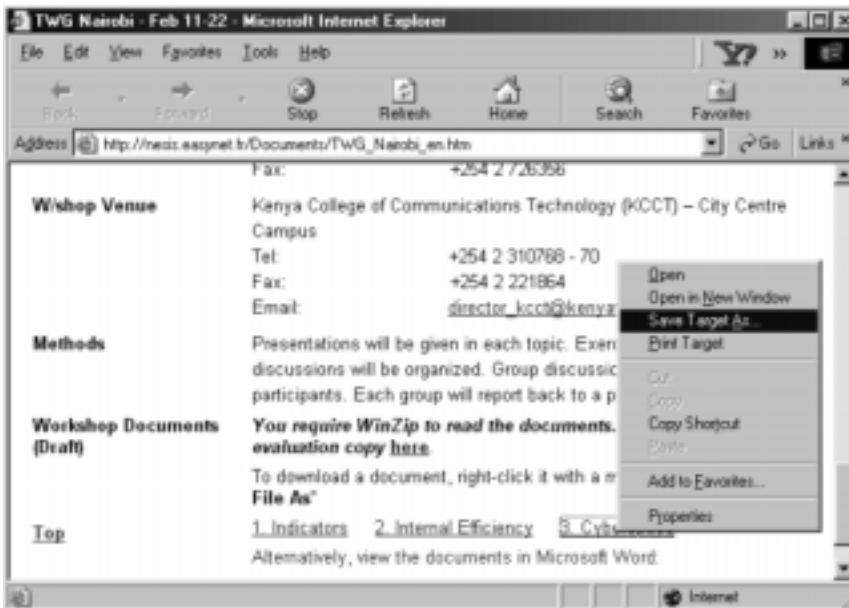 TWG Nairobi - Feb 11-22 - Microsoft Internet Explorer
File Edit View Favorites Tools Help
Back Forward Stop Refresh Home Search Favorites
Address http://nesis.easynet.fr/Documents/TWG_Nairobi_en.htm Go Links
Fax: +254 2 726356
W/shop Venue Kenya College of Communications Technology (KCCT) – City Centre
Campus
Tel: +254 2 310768 - 70
Fax: +254 2 221864
Email: director_kcct@kenya
Methods Presentations will be given in each topic.
discussions will be organized. Group
participants. Each group will report back to a
Workshop Documents You require WinZip to read the documents.
(Draft) evaluation copy here.
To download a document, right-click it with a
File As"
Top 1. Indicators 2. Internal Efficiency 3.
Alternatively, view the documents in Microsoft Word:
Open
Open in New Window
Save Target As...
Print Target
Cut
Copy
Copy Shortcut
Paste
Add to Favorites...
Properties
Internet